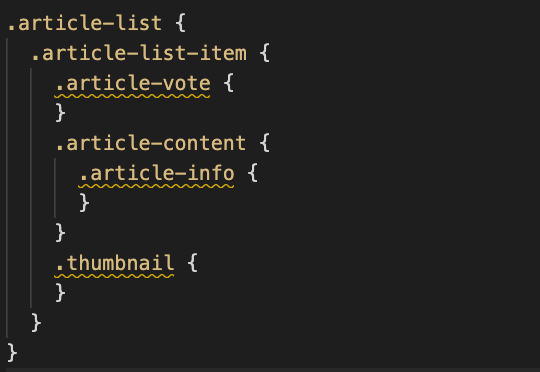 .article-list {
.article-list-item {
.article-vote {
}
.article-content {
.article-info {
}
}
.thumbnail {
}
}
}